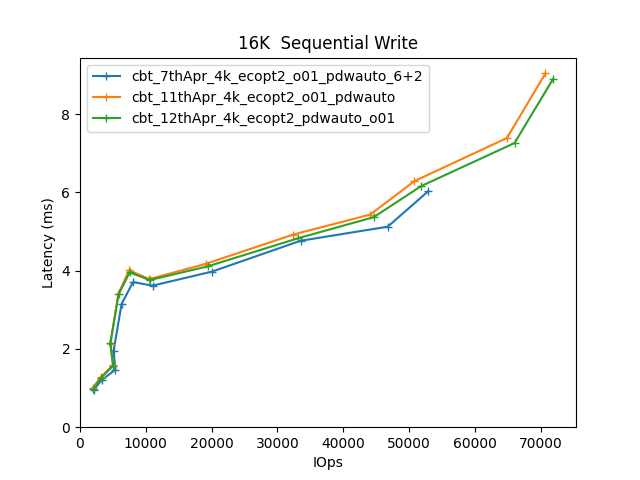 16K  Sequential Write
cbt_7thApr_4k_ecopt2_o01_pdwauto_6+2
cbt_11thApr_4k_ecopt2_o01_pdwauto
cbt_12thApr_4k_ecopt2_pdwauto_o01
Latency (ms)
8
6
4
2
0
0 10000 20000 30000 40000 50000 60000 70000
IOps